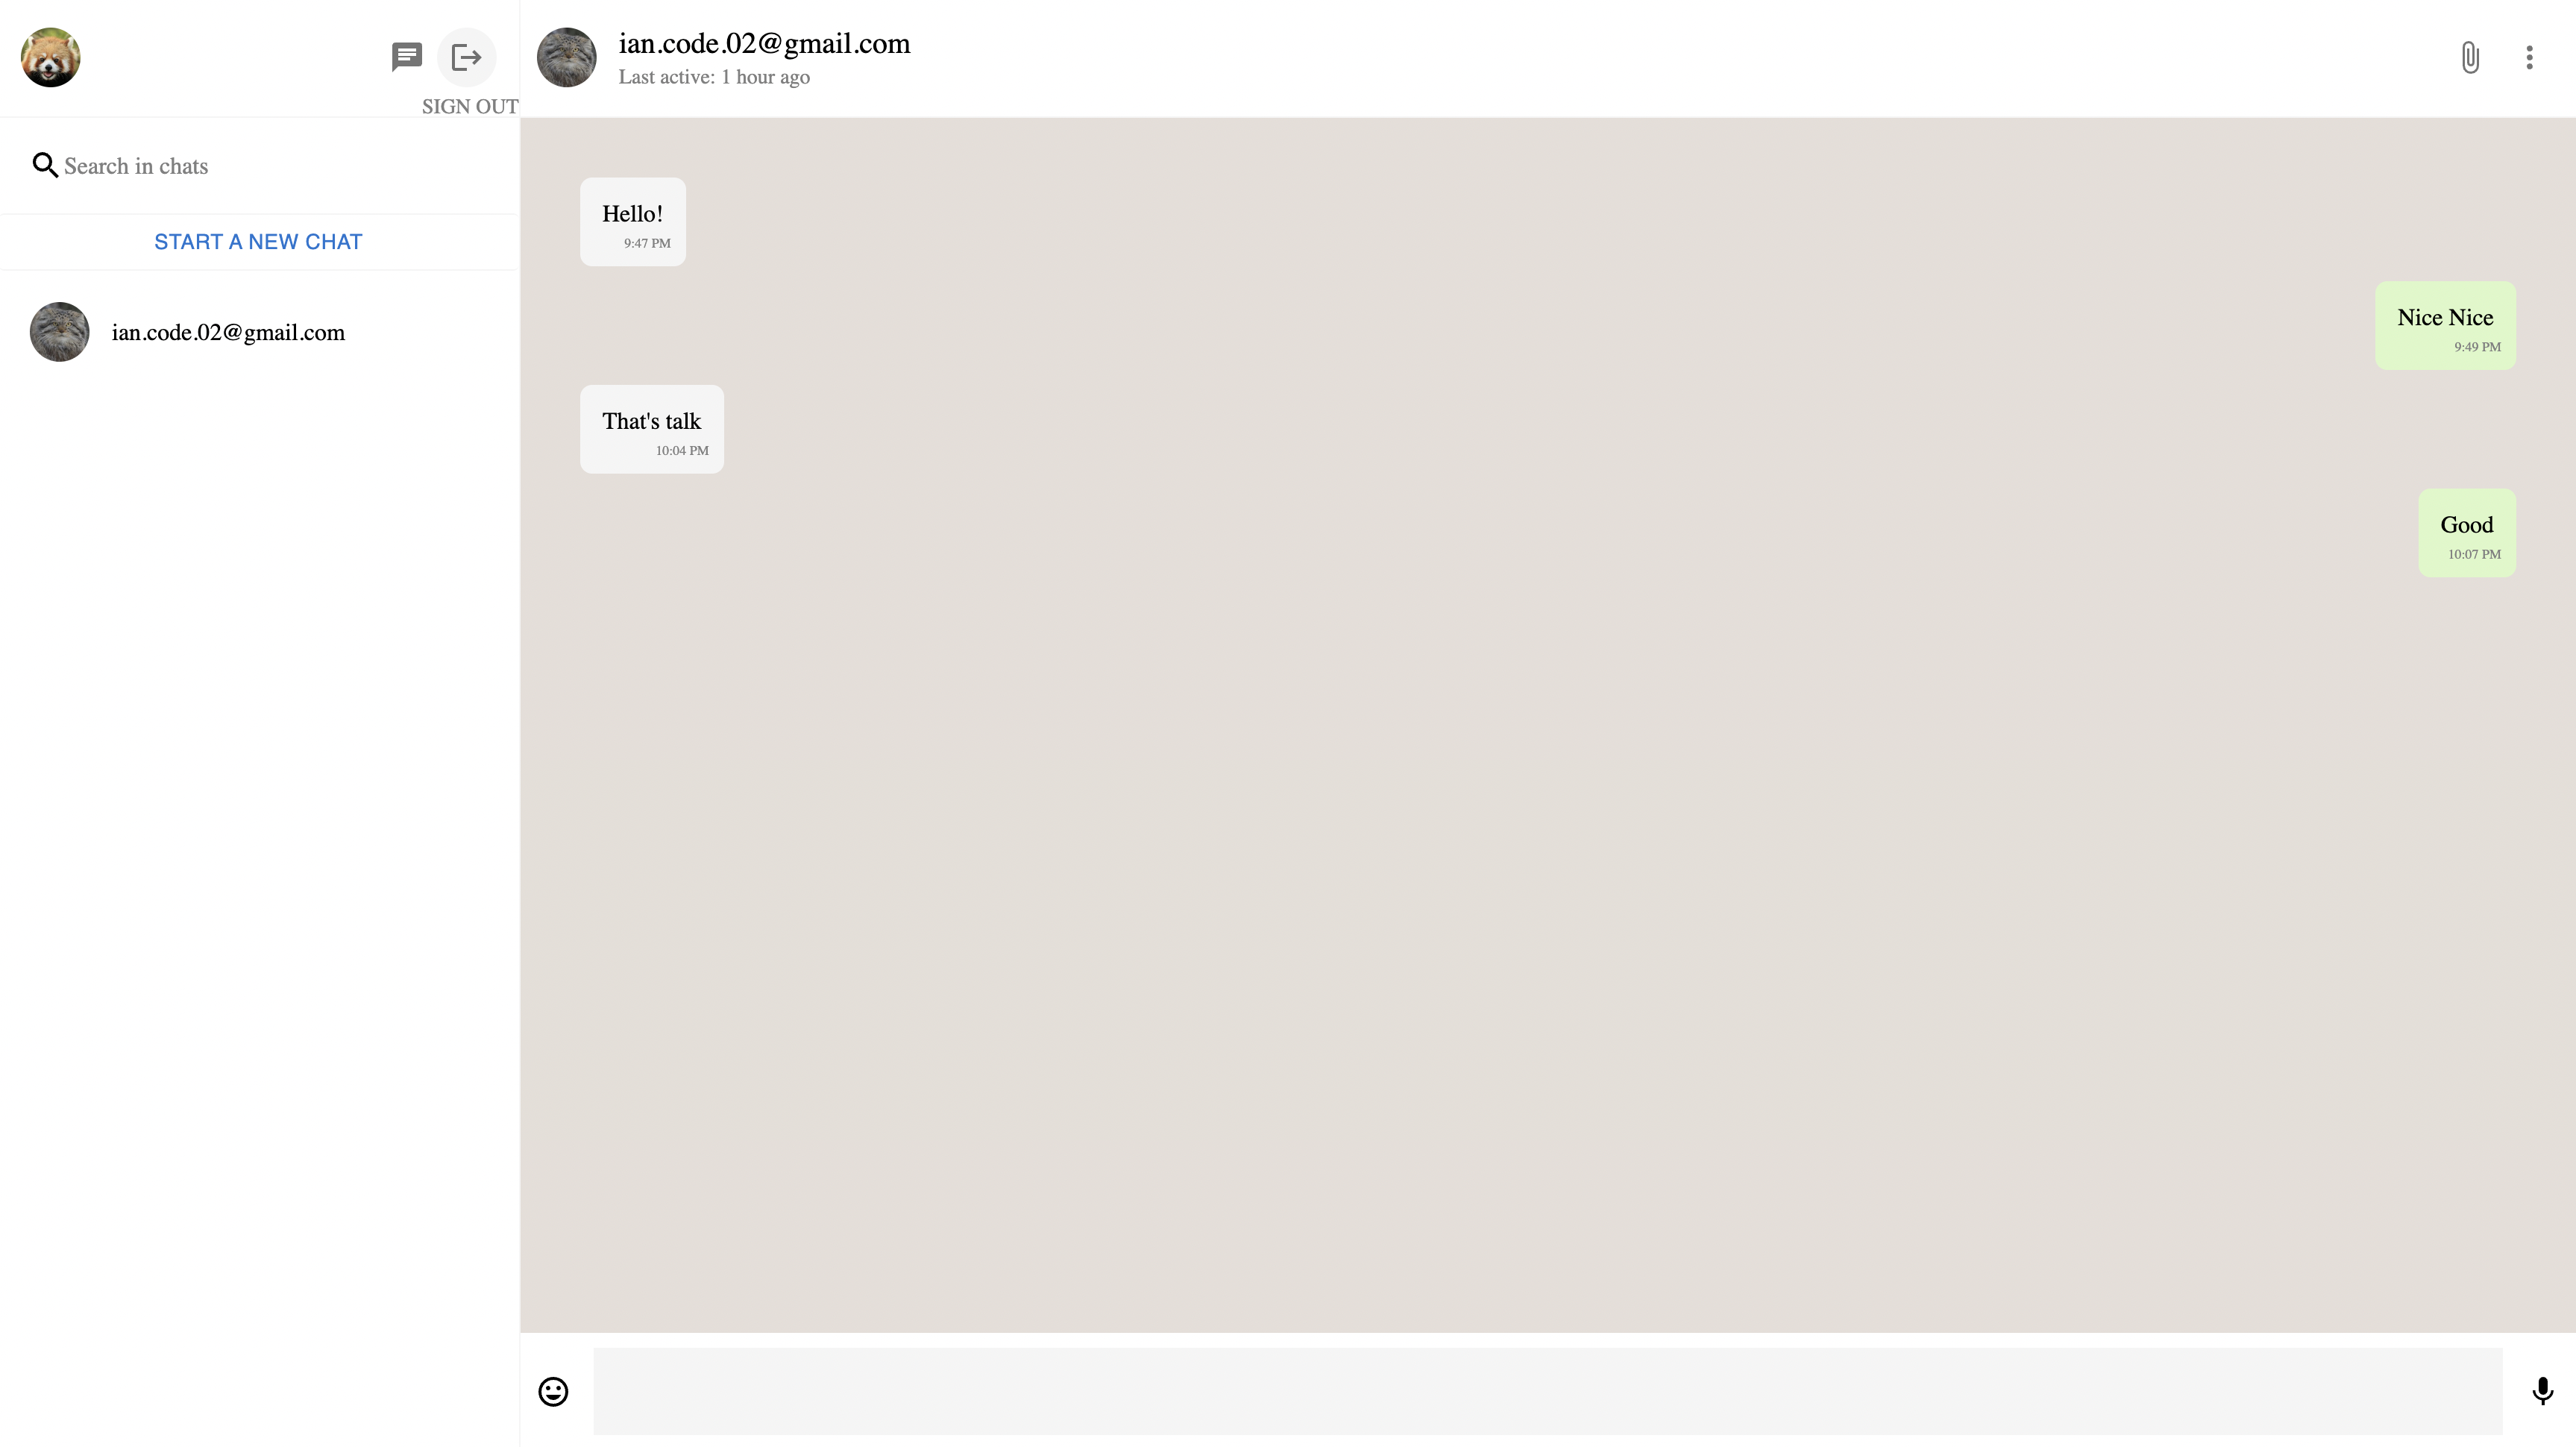 SIGN OUT
Search in chats
START A NEW CHAT
ian.code.02@gmail.com
ian.code.02@gmail.com
Last active: 1 hour ago
Hello!
9:47 PM
Nice Nice
9:49 PM
That's talk
10:04 PM
Good
10:07 PM